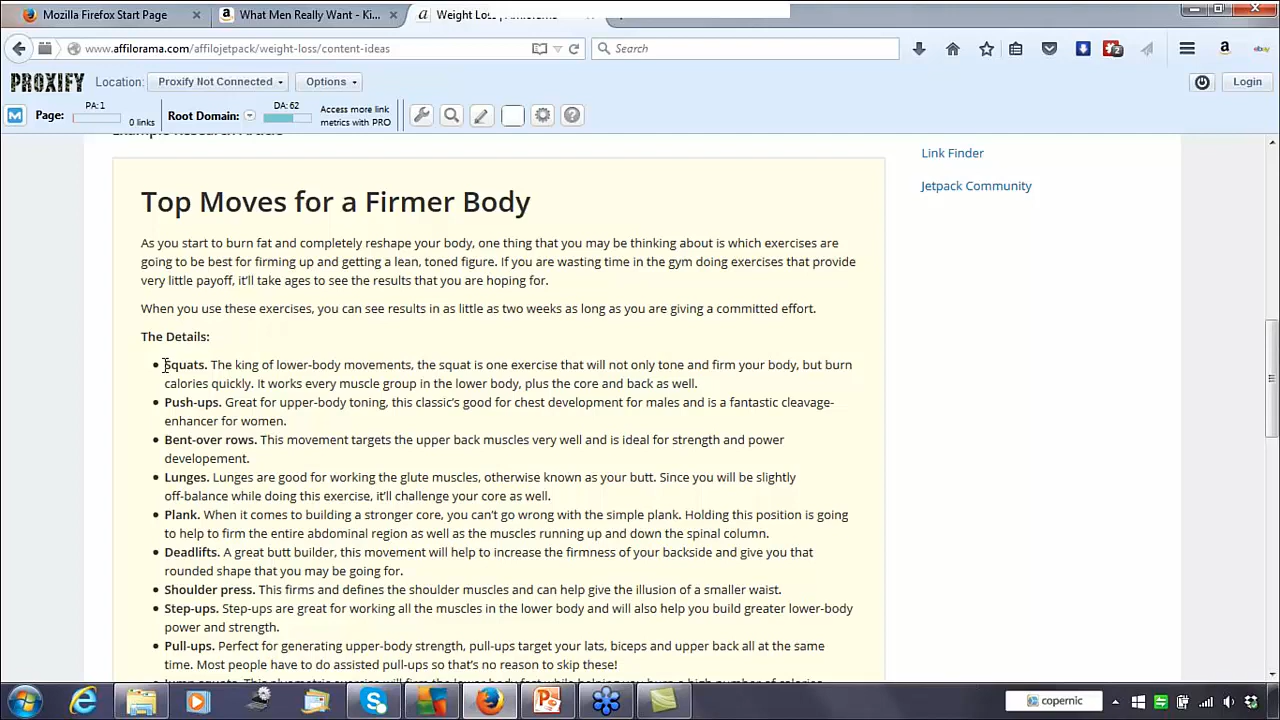 Mozilla Firefox Start Page
What Men Really Want - Ki...
Weight Loss | Affilorama
www.affilorama.com/affilojetpack/weight-loss/content-ideas
Search
PROXIFY
Location:
Proxify Not Connected
Options
Login
Page:
PA: 1
0 links
Root Domain:
DA: 62
Access more link
metrics with PRO
Example Research Article
Link Finder
Jetpack Community
Top Moves for a Firmer Body
As you start to burn fat and completely reshape your body, one thing that you may be thinking about is which exercises are
going to be best for firming up and getting a lean, toned figure. If you are wasting time in the gym doing exercises that provide
very little payoff, it'll take ages to see the results that you are hoping for.
When you use these exercises, you can see results in as little as two weeks as long as you are giving a committed effort.
The Details:
Squats. The king of lower-body movements, the squat is one exercise that will not only tone and firm your body, but burn
calories quickly. It works every muscle group in the lower body, plus the core and back as well.
Push-ups. Great for upper-body toning, this classic's good for chest development for males and is a fantastic cleavage-
enhancer for women.
Bent-over rows. This movement targets the upper back muscles very well and is ideal for strength and power
developement.
Lunges. Lunges are good for working the glute muscles, otherwise known as your butt. Since you will be slightly
off-balance while doing this exercise, it'll challenge your core as well.
Plank. When it comes to building a stronger core, you can't go wrong with the simple plank. Holding this position is going
to help to firm the entire abdominal region as well as the muscles running up and down the spinal column.
Deadlifts. A great butt builder, this movement will help to increase the firmness of your backside and give you that
rounded shape that you may be going for.
Shoulder press. This firms and defines the shoulder muscles and can help give the illusion of a smaller waist.
Step-ups. Step-ups are great for working all the muscles in the lower body and will also help you build greater lower-body
power and strength.
Pull-ups. Perfect for generating upper-body strength, pull-ups target your lats, biceps and upper back all at the same
time. Most people have to do assisted pull-ups so that's no reason to skip these!
copernic